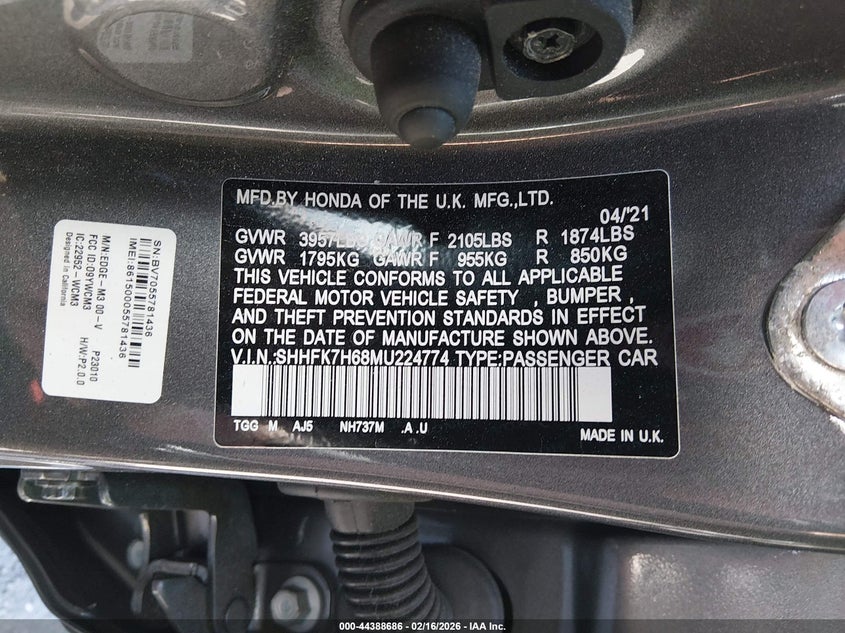 MFD.BY HONDA OF THE U.K. MFG.,LTD.
04/'21
GVWR 3957LBS GAWR F 2105LBS R 1874LBS
GVWR 1795KG GAWR F 955KG R 850KG
THIS VEHICLE CONFORMS TO ALL APPLICABLE
FEDERAL MOTOR VEHICLE SAFETY , BUMPER ,
AND THEFT PREVENTION STANDARDS IN EFFECT
ON THE DATE OF MANUFACTURE SHOWN ABOVE.
V.I.N.:SHHFK7H68MU224774 TYPE:PASSENGER CAR
TGG M AJ5 NH737M .A .U
MADE IN U.K.
SN:BV7055781436
IMEI:861500055781436
M/N:EDGE-M3 00-V P23010
FCC ID:O9YWCM3 H/W:P2.0.0
IC:22952-WCM3
Designed in California
000-44388686 - 02/16/2026 - IAA Inc.